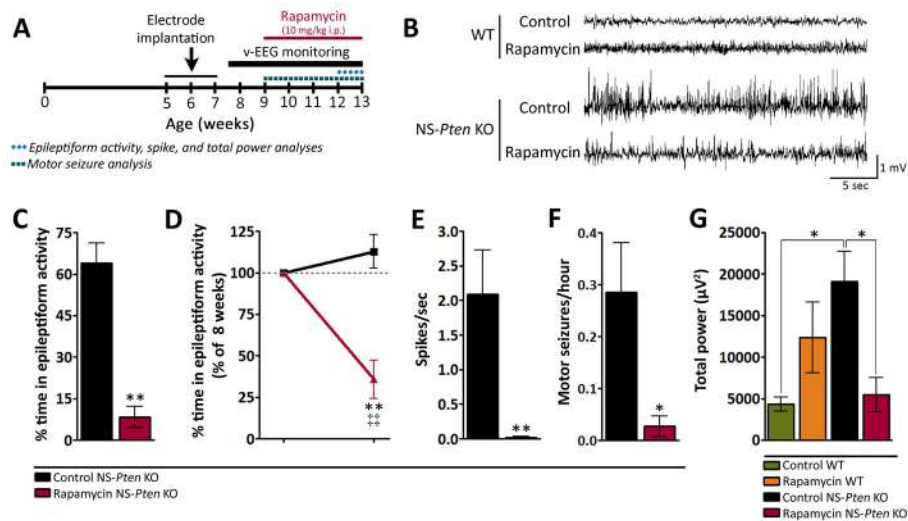 A
Electrode
implantation
Rapamycin
(10 mg/kg i.p.)
v-EEG monitoring
0 5 6 7 8 9 10 11 12 13
Age (weeks)
Epileptiform activity, spike, and total power analyses
Motor seizure analysis
B
WT
Control
Rapamycin
NS-Pten KO
Control
Rapamycin
1 mV
5 sec
C
% time in epileptiform activity
75
60
45
30
15
0
**
D
% time in epileptiform activity
(% of 8 weeks)
125
100
75
50
25
0
**
‡‡
‡‡
E
Spikes/sec
3.0
2.5
2.0
1.5
1.0
0.5
0.0
**
F
Motor seizures/hour
0.4
0.3
0.2
0.1
0.0
*
G
Total power (µV²)
25000
20000
15000
10000
5000
0
*
*
Control NS-Pten KO
Rapamycin NS-Pten KO
Control WT
Rapamycin WT
Control NS-Pten KO
Rapamycin NS-Pten KO